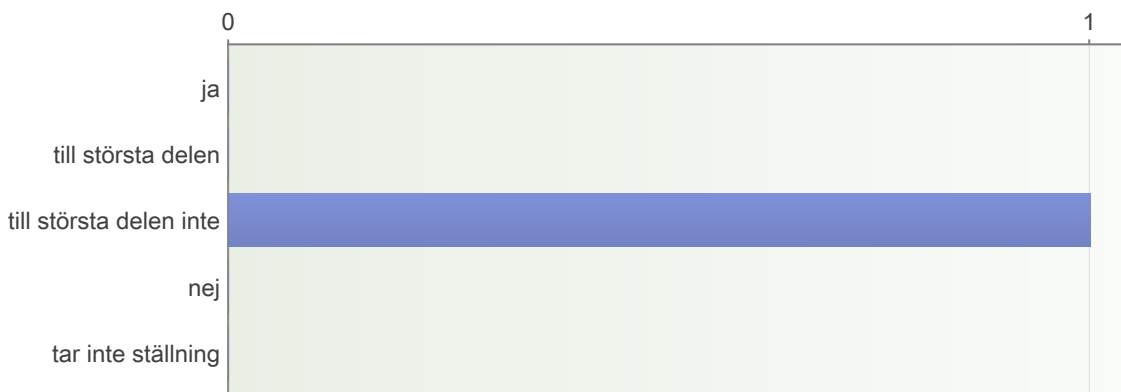 0 1
ja
till största delen
till största delen inte
nej
tar inte ställning